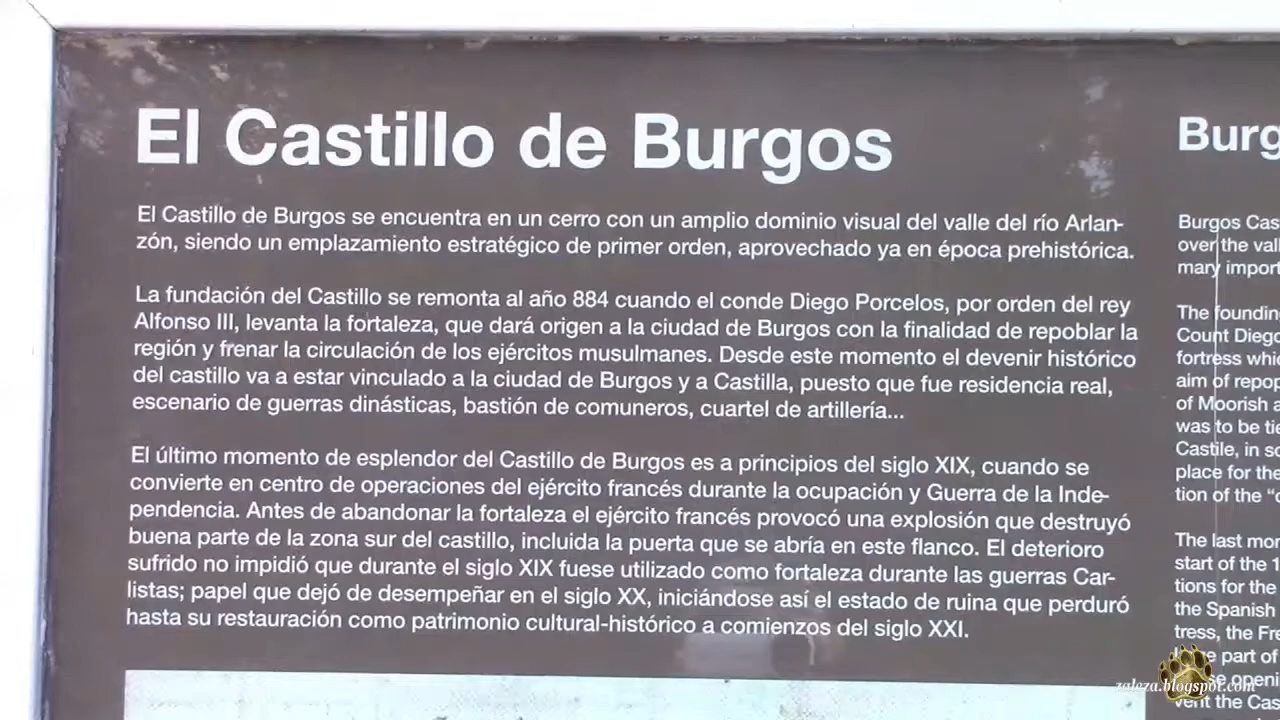 El Castillo de Burgos
El Castillo de Burgos se encuentra en un cerro con un amplio dominio visual del valle del río Arlan-
zón, siendo un emplazamiento estratégico de primer orden, aprovechado ya en época prehistórica.
La fundación del Castillo se remonta al año 884 cuando el conde Diego Porcelos, por orden del rey
Alfonso III, levanta la fortaleza, que dará origen a la ciudad de Burgos con la finalidad de repoblar la
región y frenar la circulación de los ejércitos musulmanes. Desde este momento el devenir histórico
del castillo va a estar vinculado a la ciudad de Burgos y a Castilla, puesto que fue residencia real,
escenario de guerras dinásticas, bastión de comuneros, cuartel de artillería...
El último momento de esplendor del Castillo de Burgos es a principios del siglo XIX, cuando se
convierte en centro de operaciones del ejército francés durante la ocupación y Guerra de la Inde-
pendencia. Antes de abandonar la fortaleza el ejército francés provocó una explosión que destruyó
buena parte de la zona sur del castillo, incluida la puerta que se abría en este flanco. El deterioro
sufrido no impidió que durante el siglo XIX fuese utilizado como fortaleza durante las guerras Car-
listas; papel que dejó de desempeñar en el siglo XX, iniciándose así el estado de ruina que perduró
hasta su restauración como patrimonio cultural-histórico a comienzos del siglo XXI.
Burg
Burgos Cas
over the vall
mary import
The foundin
Count Diego
fortress whic
aim of repop
of Moorish a
was to be tie
Castile, in so
place for the
tion of the “c
The last mor
start of the 1
tions for the
the Spanish
tress, the Fre
part of
openi
vent the Cas
zaleza.blogspot.com